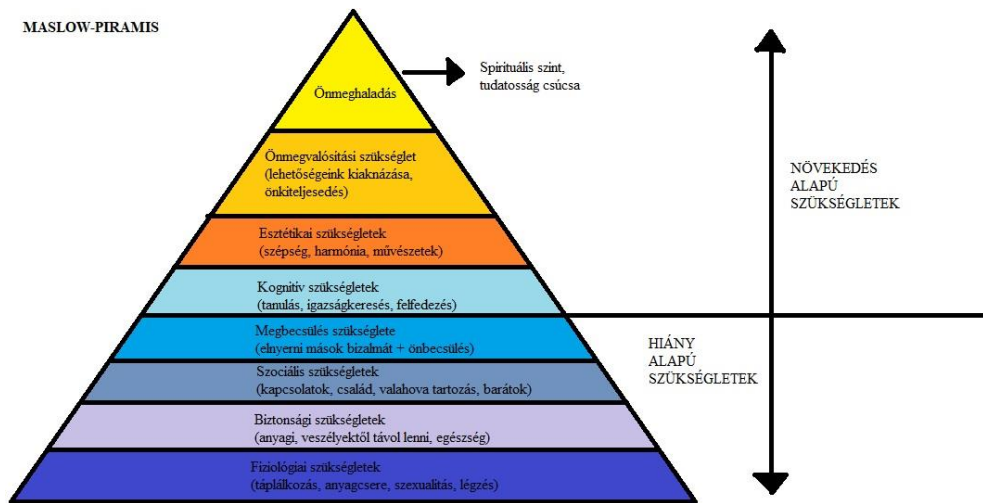 MASLOW-PIRAMIS
Önmeghaladás
Spirituális szint,
tudatosság csúcsa
Önmegvalósítási szükséglet
(lehetőségeink kiaknázása,
önkiteljesedés)
Esztétikai szükségletek
(szépség, harmónia, művészetek)
Kognitív szükségletek
(tanulás, igazságkeresés, felfedezés)
Megbecsülés szükséglete
(elnyerni mások bizalmát + önbecsülés)
Szociális szükségletek
(kapcsolatok, család, valahova tartozás, barátok)
Biztonsági szükségletek
(anyagi, veszélyektől távol lenni, egészség)
Fiziológiai szükségletek
(táplálkozás, anyagcsere, szexualitás, légzés)
NÖVEKEDÉS
ALAPÚ
SZÜKSÉGLETEK
HIÁNY
ALAPÚ
SZÜKSÉGLETEK